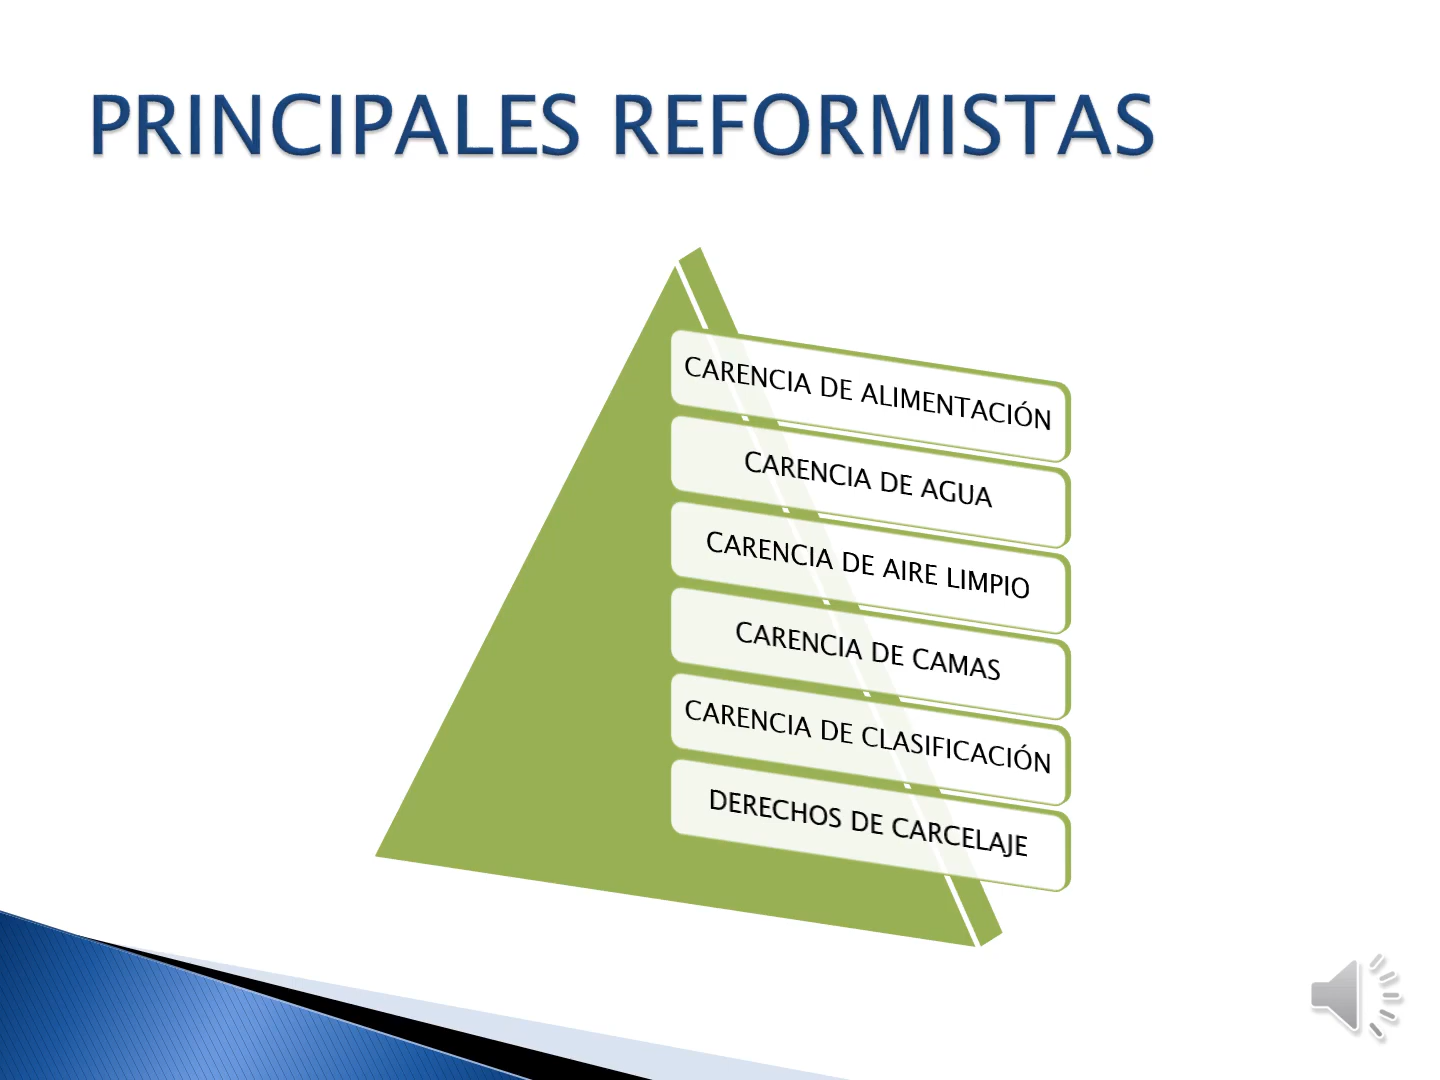 PRINCIPALES REFORMISTAS
CARENCIA DE ALIMENTACIÓN
CARENCIA DE AGUA
CARENCIA DE AIRE LIMPIO
CARENCIA DE CAMAS
CARENCIA DE CLASIFICACIÓN
DERECHOS DE CARCELAJE